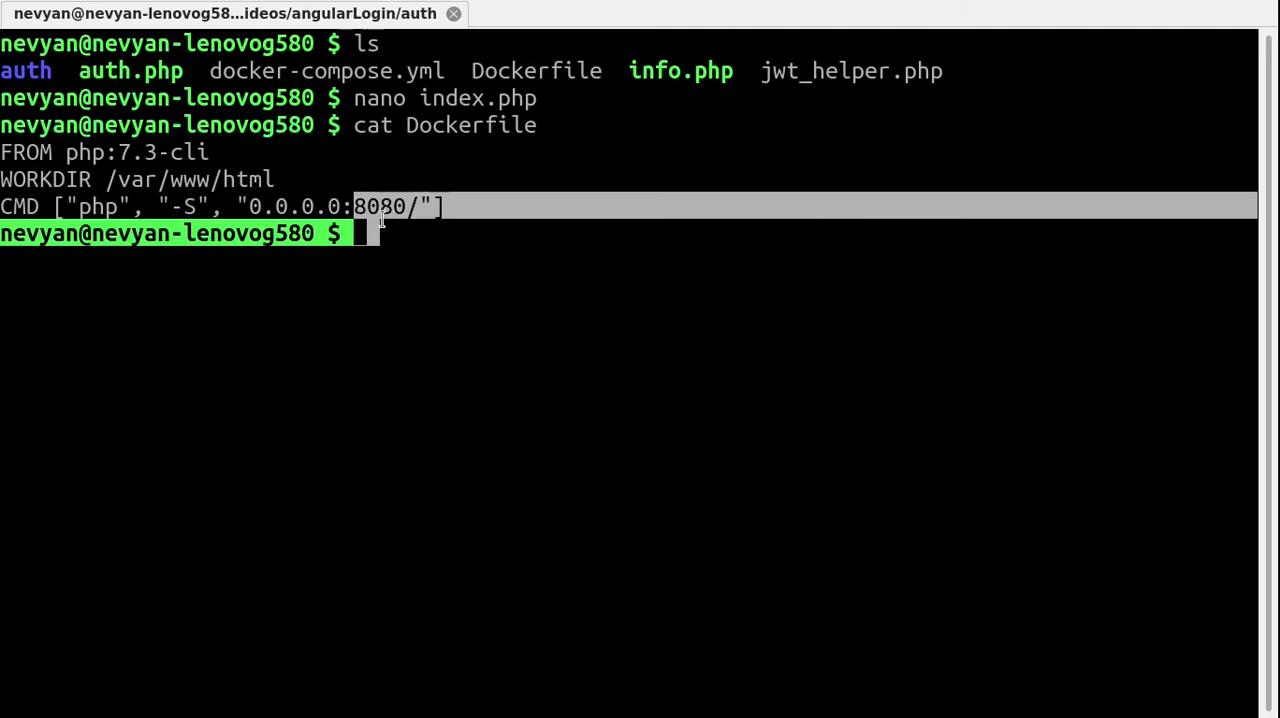 nevyan@nevyan-lenovog58...ideos/angularLogin/auth
nevyan@nevyan-lenovog580 $ ls
auth  auth.php  docker-compose.yml  Dockerfile  info.php  jwt_helper.php
nevyan@nevyan-lenovog580 $ nano index.php
nevyan@nevyan-lenovog580 $ cat Dockerfile
FROM php:7.3-cli
WORKDIR /var/www/html
CMD ["php", "-S", "0.0.0.0:8080/"]
nevyan@nevyan-lenovog580 $